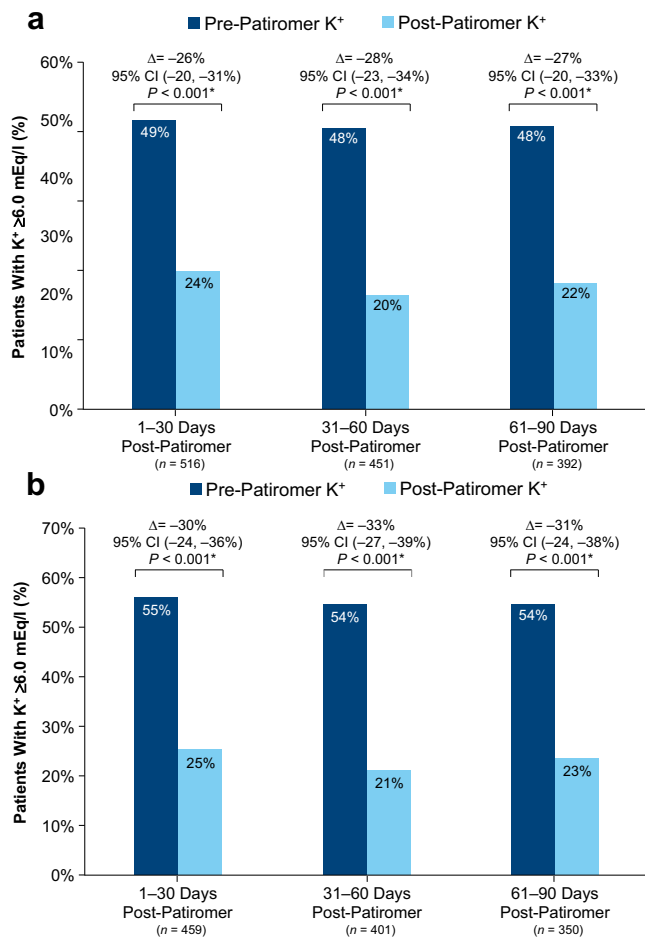 a
Pre-Patiromer K⁺ Post-Patiromer K⁺
Δ= –26%
95% CI (–20, –31%)
P < 0.001*
Δ= –28%
95% CI (–23, –34%)
P < 0.001*
Δ= –27%
95% CI (–20, –33%)
P < 0.001*
Patients With K⁺ ≥6.0 mEq/l (%)
60%
50%
40%
30%
20%
10%
0%
49%
24%
48%
20%
48%
22%
1–30 Days
Post-Patiromer
(n = 516)
31–60 Days
Post-Patiromer
(n = 451)
61–90 Days
Post-Patiromer
(n = 392)
b
Pre-Patiromer K⁺ Post-Patiromer K⁺
Δ= –30%
95% CI (–24, –36%)
P < 0.001*
Δ= –33%
95% CI (–27, –39%)
P < 0.001*
Δ= –31%
95% CI (–24, –38%)
P < 0.001*
Patients With K⁺ ≥6.0 mEq/l (%)
70%
60%
50%
40%
30%
20%
10%
0%
55%
25%
54%
21%
54%
23%
1–30 Days
Post-Patiromer
(n = 459)
31–60 Days
Post-Patiromer
(n = 401)
61–90 Days
Post-Patiromer
(n = 350)